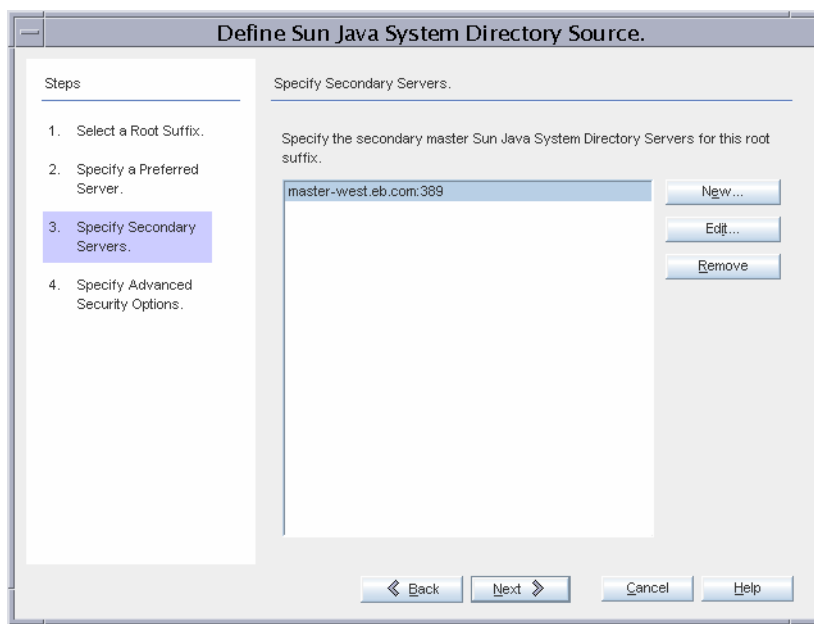 Define Sun Java System Directory Source.
Steps
1. Select a Root Suffix.
2. Specify a Preferred
Server.
3. Specify Secondary
Servers.
4. Specify Advanced
Security Options.
Specify Secondary Servers.
Specify the secondary master Sun Java System Directory Servers for this root
suffix.
master-west.eb.com:389
New...
Edit...
Remove
Back
Next
Cancel
Help